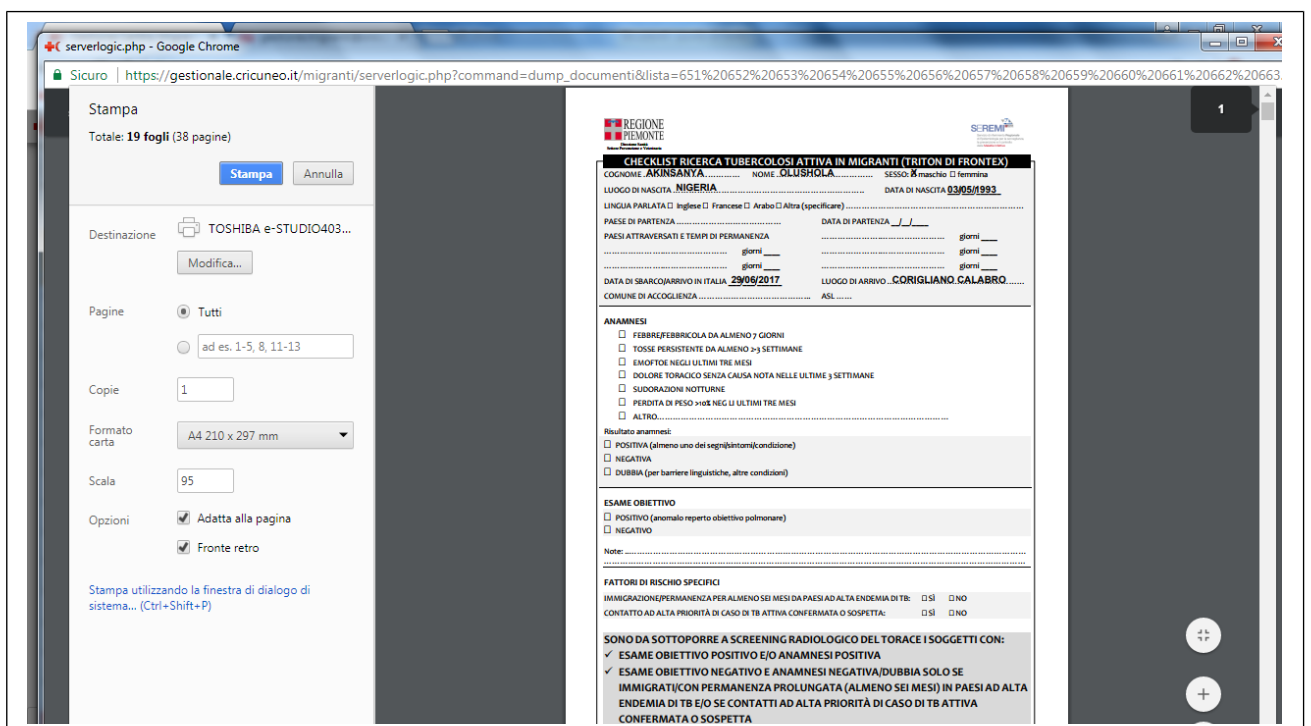 serverlogic.php - Google Chrome
Sicuro | https://gestionale.cricuneo.it/migranti/serverlogic.php?command=dump_documenti&lista=651%20652%20653%20654%20655%20656%20657%20658%20659%20660%20661%20662%20663
Stampa
Totale: 19 fogli (38 pagine)
Stampa Annulla
Destinazione TOSHIBA e-STUDIO403...
Modifica...
Pagine Tutti
ad es. 1-5, 8, 11-13
Copie 1
Formato carta A4 210 x 297 mm
Scala 95
Opzioni Adatta alla pagina
Fronte retro
Stampa utilizzando la finestra di dialogo di
sistema... (Ctrl+Shift+P)
1
REGIONE
PIEMONTE
SEREMI
CHECKLIST RICERCA TUBERCOLOSI ATTIVA IN MIGRANTI (TRITON DI FRONTEX)
COGNOME .AKINSANYA............ NOME ..OLUSHOLA............... SESSO: X maschio ☐ femmina
LUOGO DI NASCITA ..NIGERIA.................................................. DATA DI NASCITA 03/05/1993
LINGUA PARLATA ☐ Inglese ☐ Francese ☐ Arabo ☐ Altra (specificare) ..................................................
PAESE DI PARTENZA .............................. DATA DI PARTENZA __/__/____
PAESI ATTRAVERSATI E TEMPI DI PERMANENZA ................................... giorni ____
................................... giorni ____ ................................... giorni ____
................................... giorni ____ ................................... giorni ____
DATA DI SBARCO/ARRIVO IN ITALIA 29/06/2017 LUOGO DI ARRIVO ..CORIGLIANO CALABRO......
COMUNE DI ACCOGLIENZA ................................... ASL ......
ANAMNESI
☐ FEBBRE/FEBBRICOLA DA ALMENO 7 GIORNI
☐ TOSSE PERSISTENTE DA ALMENO 2-3 SETTIMANE
☐ EMOFTOE NEGLI ULTIMI TRE MESI
☐ DOLORE TORACICO SENZA CAUSA NOTA NELLE ULTIME 3 SETTIMANE
☐ SUDORAZIONI NOTTURNE
☐ PERDITA DI PESO >10% NEG LI ULTIMI TRE MESI
☐ ALTRO..................................................................................
Risultato anamnesi:
☐ POSITIVA (almeno uno dei segni/sintomi/condizione)
☐ NEGATIVA
☐ DUBBIA (per barriere linguistiche, altre condizioni)
ESAME OBIETTIVO
☐ POSITIVO (anomalo reperto obiettivo polmonare)
☐ NEGATIVO
Note: ..................................................................................
FATTORI DI RISCHIO SPECIFICI
IMMIGRAZIONE/PERMANENZA PER ALMENO SEI MESI DA PAESI AD ALTA ENDEMIA DI TB: ☐ SÌ ☐ NO
CONTATTO AD ALTA PRIORITÀ DI CASO DI TB ATTIVA CONFERMATA O SOSPETTA: ☐ SÌ ☐ NO
SONO DA SOTTOPORRE A SCREENING RADIOLOGICO DEL TORACE I SOGGETTI CON:
✓ ESAME OBIETTIVO POSITIVO E/O ANAMNESI POSITIVA
✓ ESAME OBIETTIVO NEGATIVO E ANAMNESI NEGATIVA/DUBBIA SOLO SE
IMMIGRATI/CON PERMANENZA PROLUNGATA (ALMENO SEI MESI) IN PAESI AD ALTA
ENDEMIA DI TB E/O SE CONTATTI AD ALTA PRIORITÀ DI CASO DI TB ATTIVA
CONFERMATA O SOSPETTA